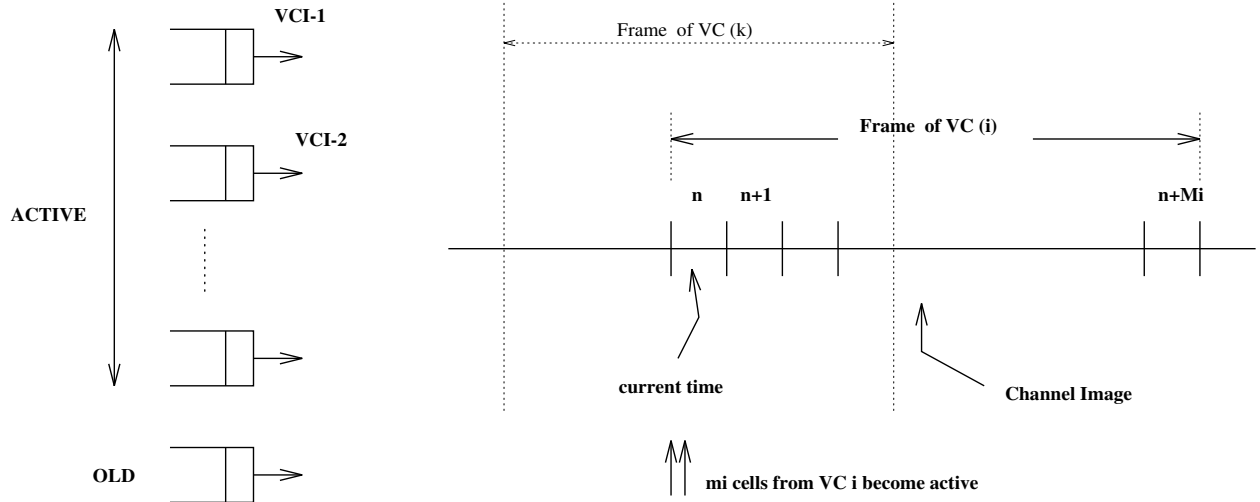 VCI-1
VCI-2
ACTIVE
OLD
Frame of VC (k)
Frame of VC (i)
n
n+1
n+Mi
current time
Channel Image
mi cells from VC i become active